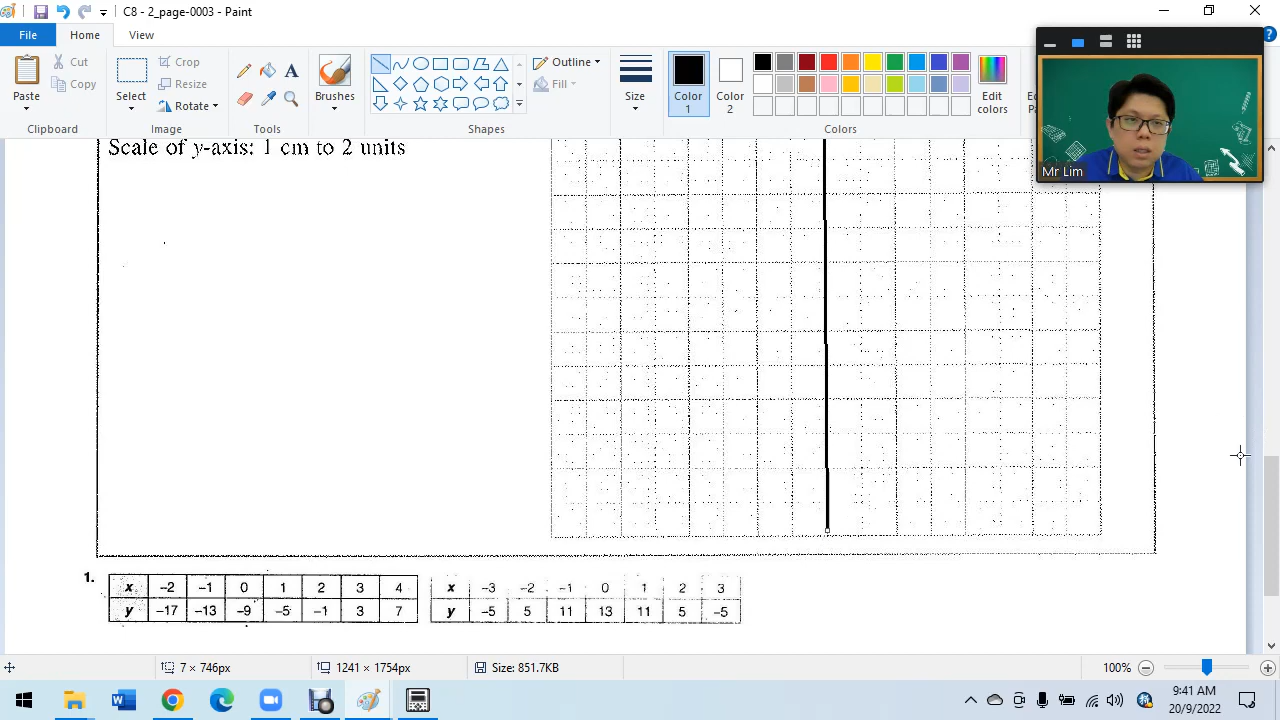 C8 - 2_page-0003 - Paint
File
Home
View
Paste
Cut
Copy
Clipboard
Select
Crop
Resize
Rotate
Image
A
Tools
Brushes
Outline
Fill
Shapes
Size
Color 1
Color 2
Colors
Edit colors
Mr Lim
Scale of y-axis: 1 cm to 2 units
1.
x -2 -1 0 1 2 3 4
y -17 -13 -9 -5 -1 3 7
x -3 -2 -1 0 1 2 3
y -5 5 11 13 11 5 -5
7 × 746px
1241 × 1754px
Size: 851.7KB
100%
9:41 AM
20/9/2022